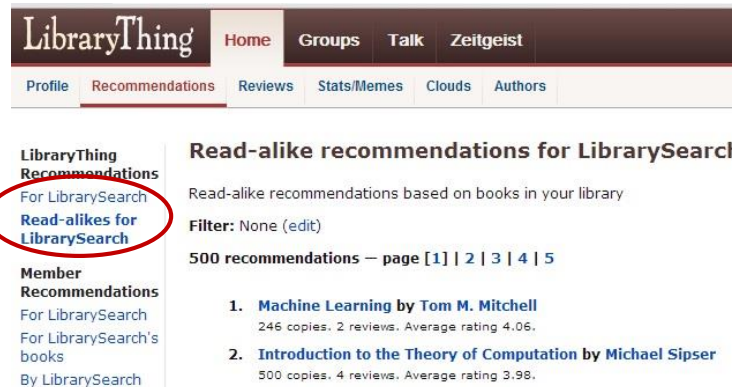 LibraryThing Home Groups Talk Zeitgeist
Profile Recommendations Reviews Stats/Memes Clouds Authors
LibraryThing
Recommendations
For LibrarySearch
Read-alikes for
LibrarySearch
Member
Recommendations
For LibrarySearch
For LibrarySearch's
books
By LibrarySearch
Read-alike recommendations for LibrarySearch
Read-alike recommendations based on books in your library
Filter: None (edit)
500 recommendations — page [1] | 2 | 3 | 4 | 5
1. Machine Learning by Tom M. Mitchell
246 copies. 2 reviews. Average rating 4.06.
2. Introduction to the Theory of Computation by Michael Sipser
500 copies. 4 reviews. Average rating 3.98.